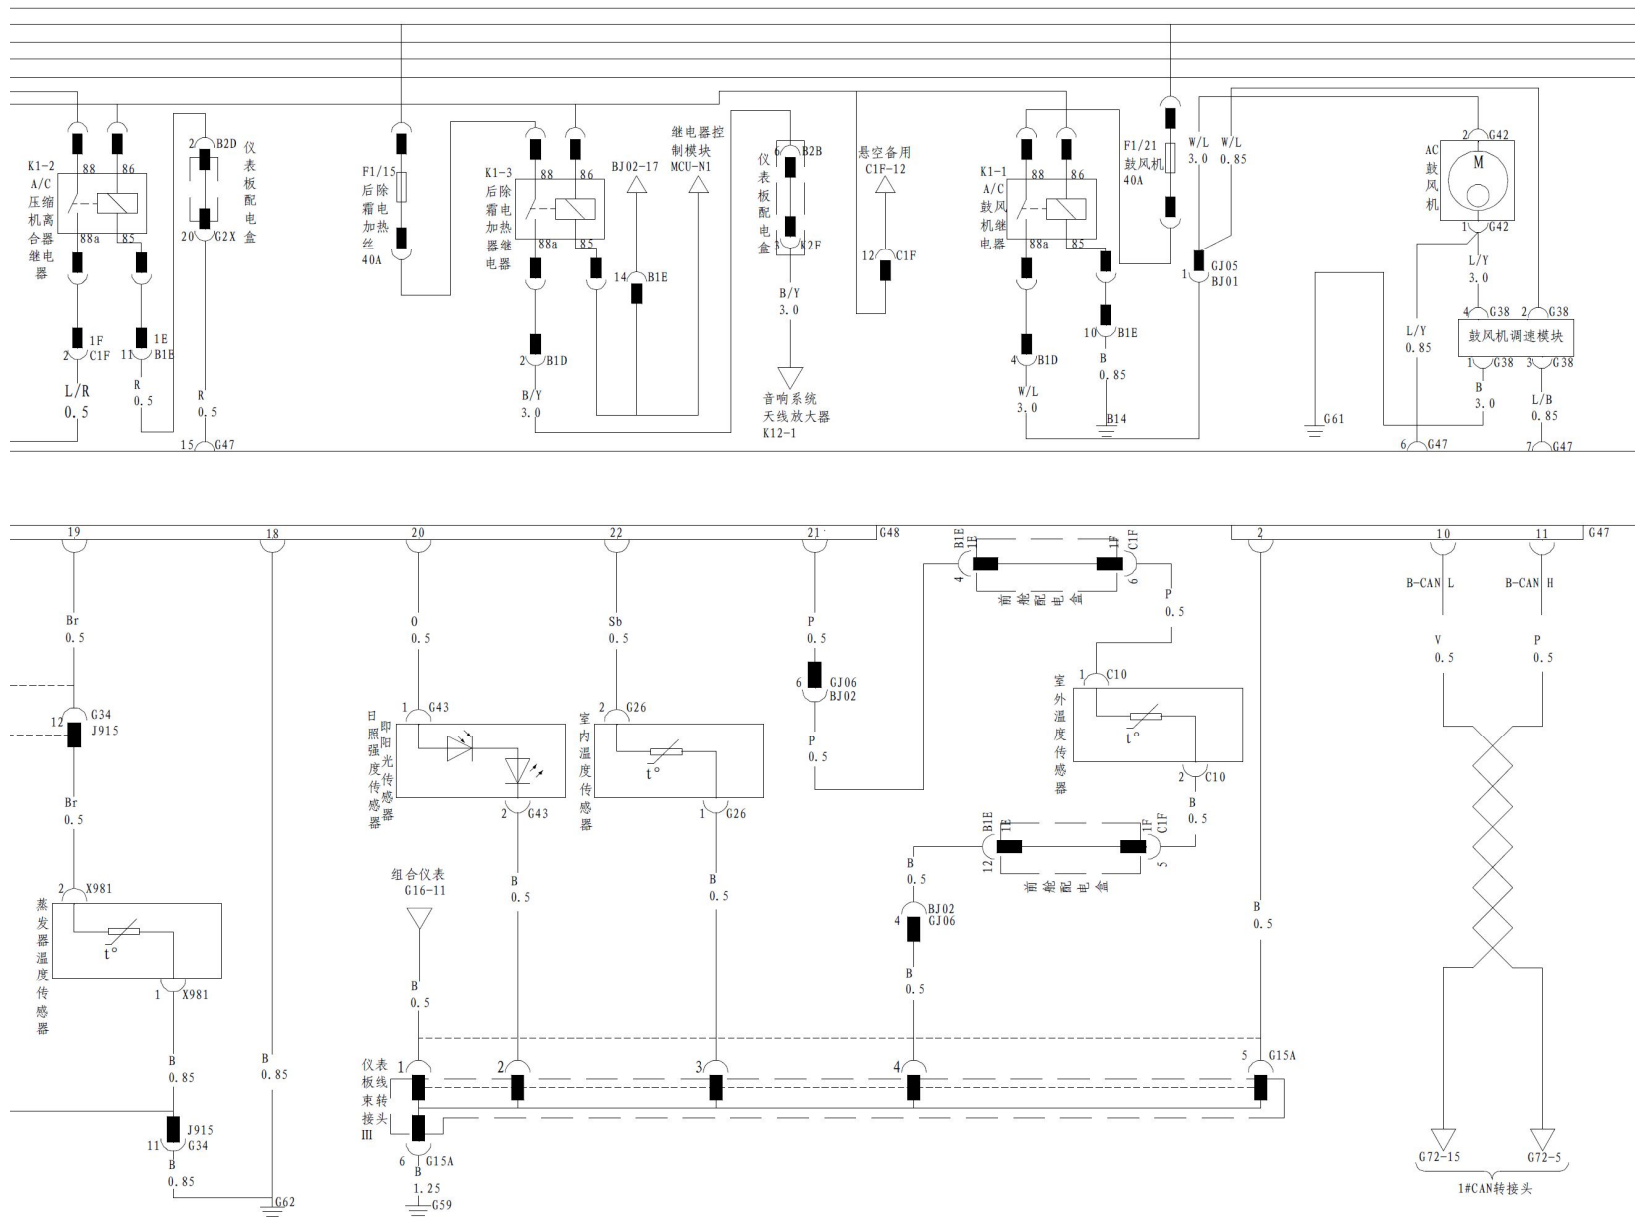 K1-2
A/C
压缩
机离
合器
继电
器
88
86
88a
85
1F
2
C1F
L/R
0.5
1E
11
B1E
R
0.5
2
B2D
仪表板配电盒
20
G2X
R
0.5
15
G47
F1/15
后除
霜电
加热
丝
40A
K1-3
后除
霜电
加热
器继
电器
88
86
88a
85
2
B1D
B/Y
3.0
BJ02-17
14
B1E
继电器控
制模块
MCU-N1
仪表板配电盒
6
B2B
3
K2F
B/Y
3.0
音响系统
天线放大器
K12-1
悬空备用
C1F-12
12
C1F
K1-1
A/C
鼓风
机继
电器
88
86
88a
85
4
B1D
W/L
3.0
10
B1E
B
0.85
B14
F1/21
鼓风机
40A
W/L
3.0
W/L
0.85
GJ05
1
BJ01
AC
鼓风机
2
G42
M
1
G42
L/Y
3.0
L/Y
0.85
4
G38
2
G38
鼓风机调速模块
1
G38
3
G38
B
3.0
L/B
0.85
G61
6
G47
7
G47
19
18
20
22
21
G48
2
10
11
G47
Br
0.5
12
G34
J915
Br
0.5
2
X981
蒸发器温度传感器
t°
1
X981
B
0.85
J915
11
G34
B
0.85
B
0.85
G62
O
0.5
1
G43
日照强度传感器
即阳光传感器
2
G43
B
0.5
组合仪表
G16-11
B
0.5
Sb
0.5
2
G26
室内温度传感器
t°
1
G26
B
0.5
P
0.5
6
GJ06
BJ02
P
0.5
B1E
1E
4
1F
C1F
6
前舱配电盒
P
0.5
1
C10
室外温度传感器
t°
2
C10
B
0.5
B1E
1E
12
1F
C1F
5
前舱配电盒
B
0.5
BJ02
4
GJ06
B
0.5
B
0.5
仪表
板线
束转
接头
III
1
2
3
4
5
G15A
6
G15A
B
1.25
G59
B-CAN L
B-CAN H
V
0.5
P
0.5
G72-15
G72-5
1#CAN转接头